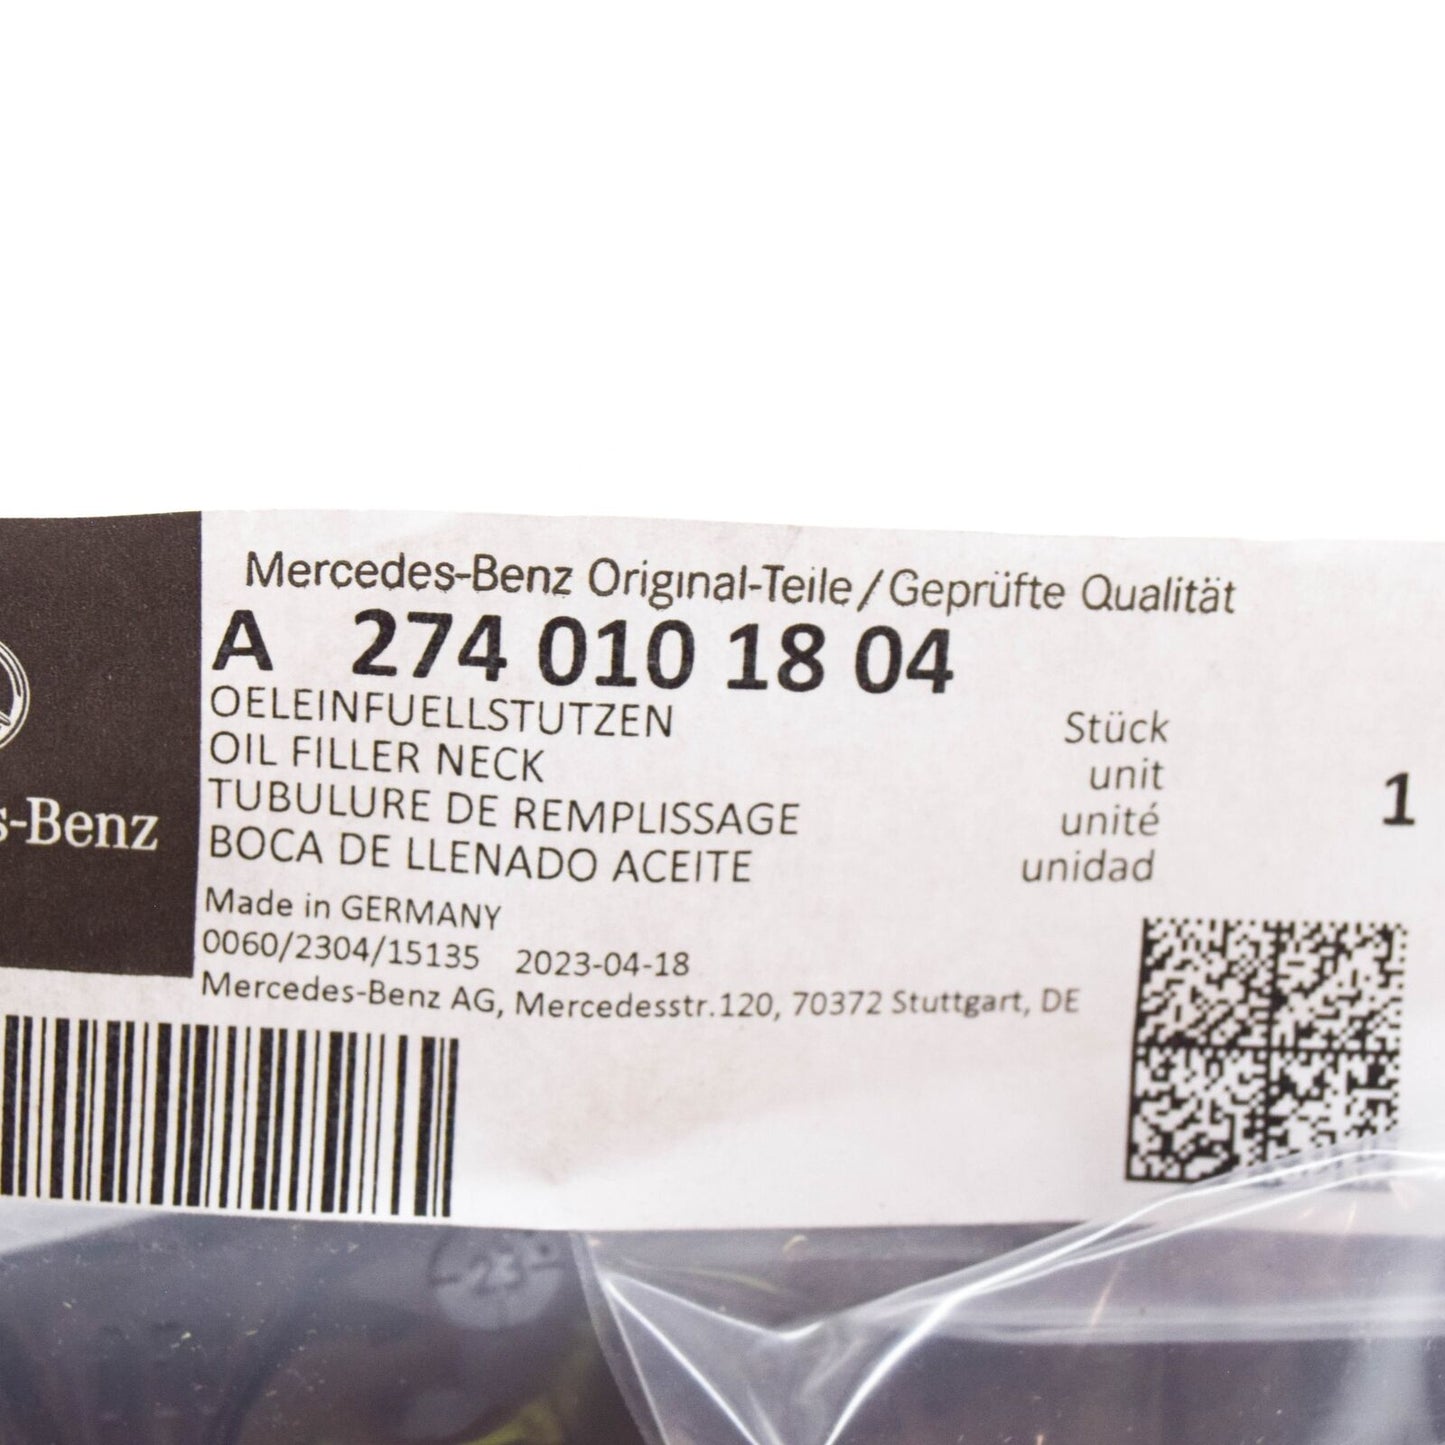 Mercedes-Benz Original-Teile/Geprüfte Qualität
A 274 010 18 04
OELEINFUELLSTUTZEN Stück
OIL FILLER NECK unit
TUBULURE DE REMPLISSAGE unité 1
BOCA DE LLENADO ACEITE unidad
s-Benz
Made in GERMANY
0060/2304/15135 2023-04-18
Mercedes-Benz AG, Mercedesstr.120, 70372 Stuttgart, DE
23